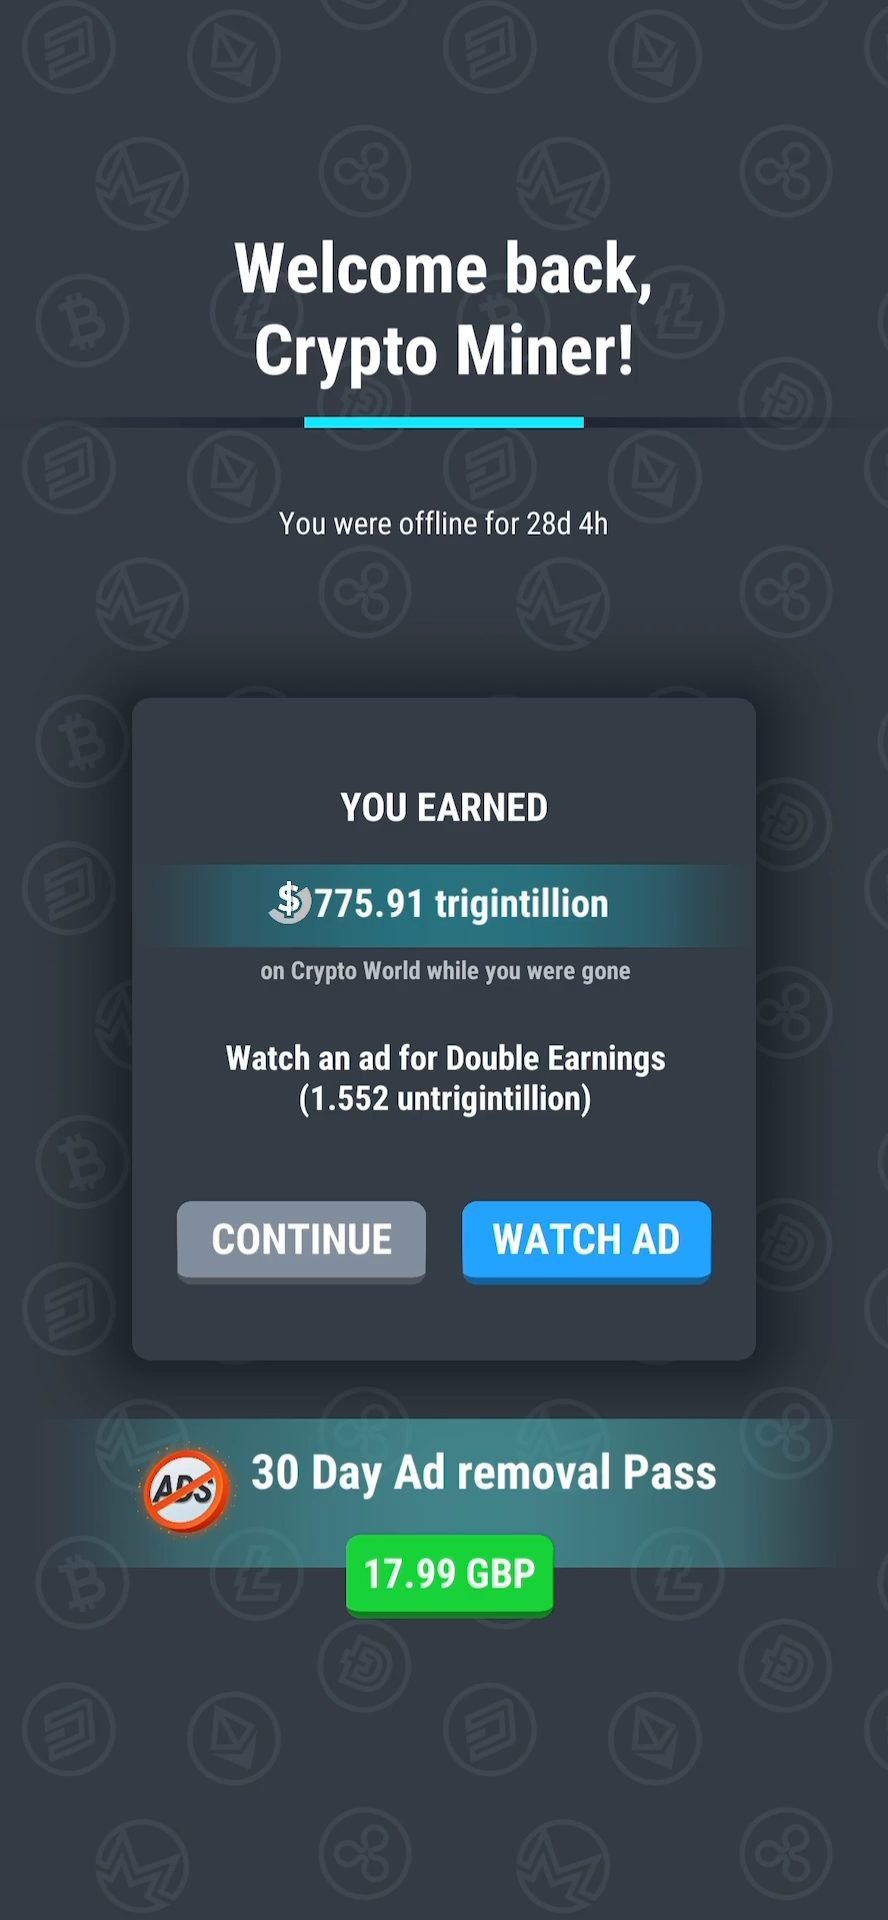 Welcome back,
Crypto Miner!
You were offline for 28d 4h
YOU EARNED
$775.91 trigintillion
on Crypto World while you were gone
Watch an ad for Double Earnings
(1.552 untrigintillion)
CONTINUE
WATCH AD
ADS
30 Day Ad removal Pass
17.99 GBP